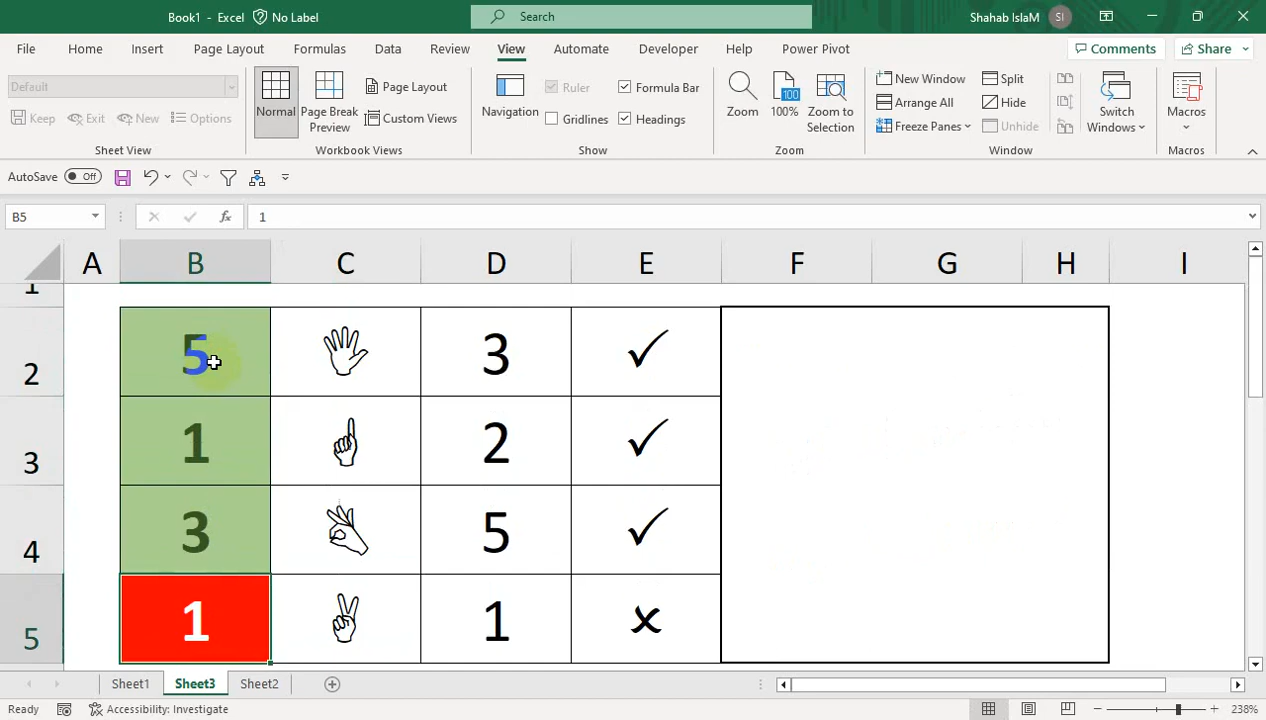 Book1 - Excel No Label Search Shahab IslaM SI
File Home Insert Page Layout Formulas Data Review View Automate Developer Help Power Pivot Comments Share
Default
Keep Exit New Options
Sheet View
Normal
Page Break Preview
Page Layout
Custom Views
Workbook Views
Navigation
Ruler
Formula Bar
Gridlines
Headings
Show
Zoom
100
100%
Zoom to Selection
Zoom
New Window
Arrange All
Freeze Panes
Split
Hide
Unhide
Switch Windows
Window
Macros
Macros
AutoSave Off
B5 fx 1
A B C D E F G H I
1
2 5 3 ✓
3 1 2 ✓
4 3 5 ✓
5 1 1 ✗
Sheet1 Sheet3 Sheet2
Ready Accessibility: Investigate 238%